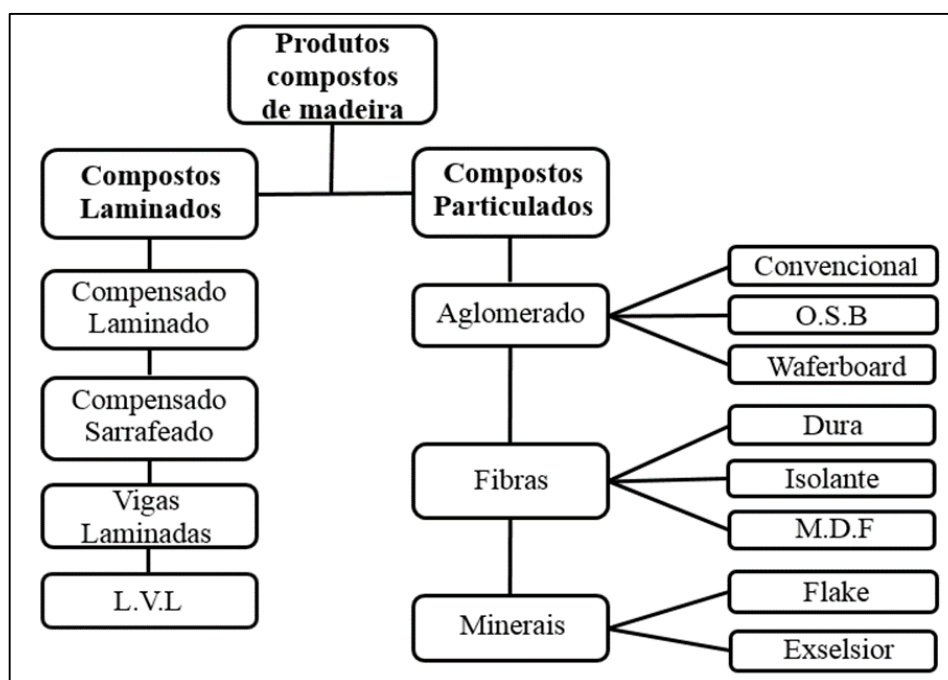 Produtos
compostos
de madeira
Compostos
Laminados
Compensado
Laminado
Compensado
Sarrafeado
Vigas
Laminadas
L.V.L
Compostos
Particulados
Aglomerado
Convencional
O.S.B
Waferboard
Fibras
Dura
Isolante
M.D.F
Minerais
Flake
Exselsior